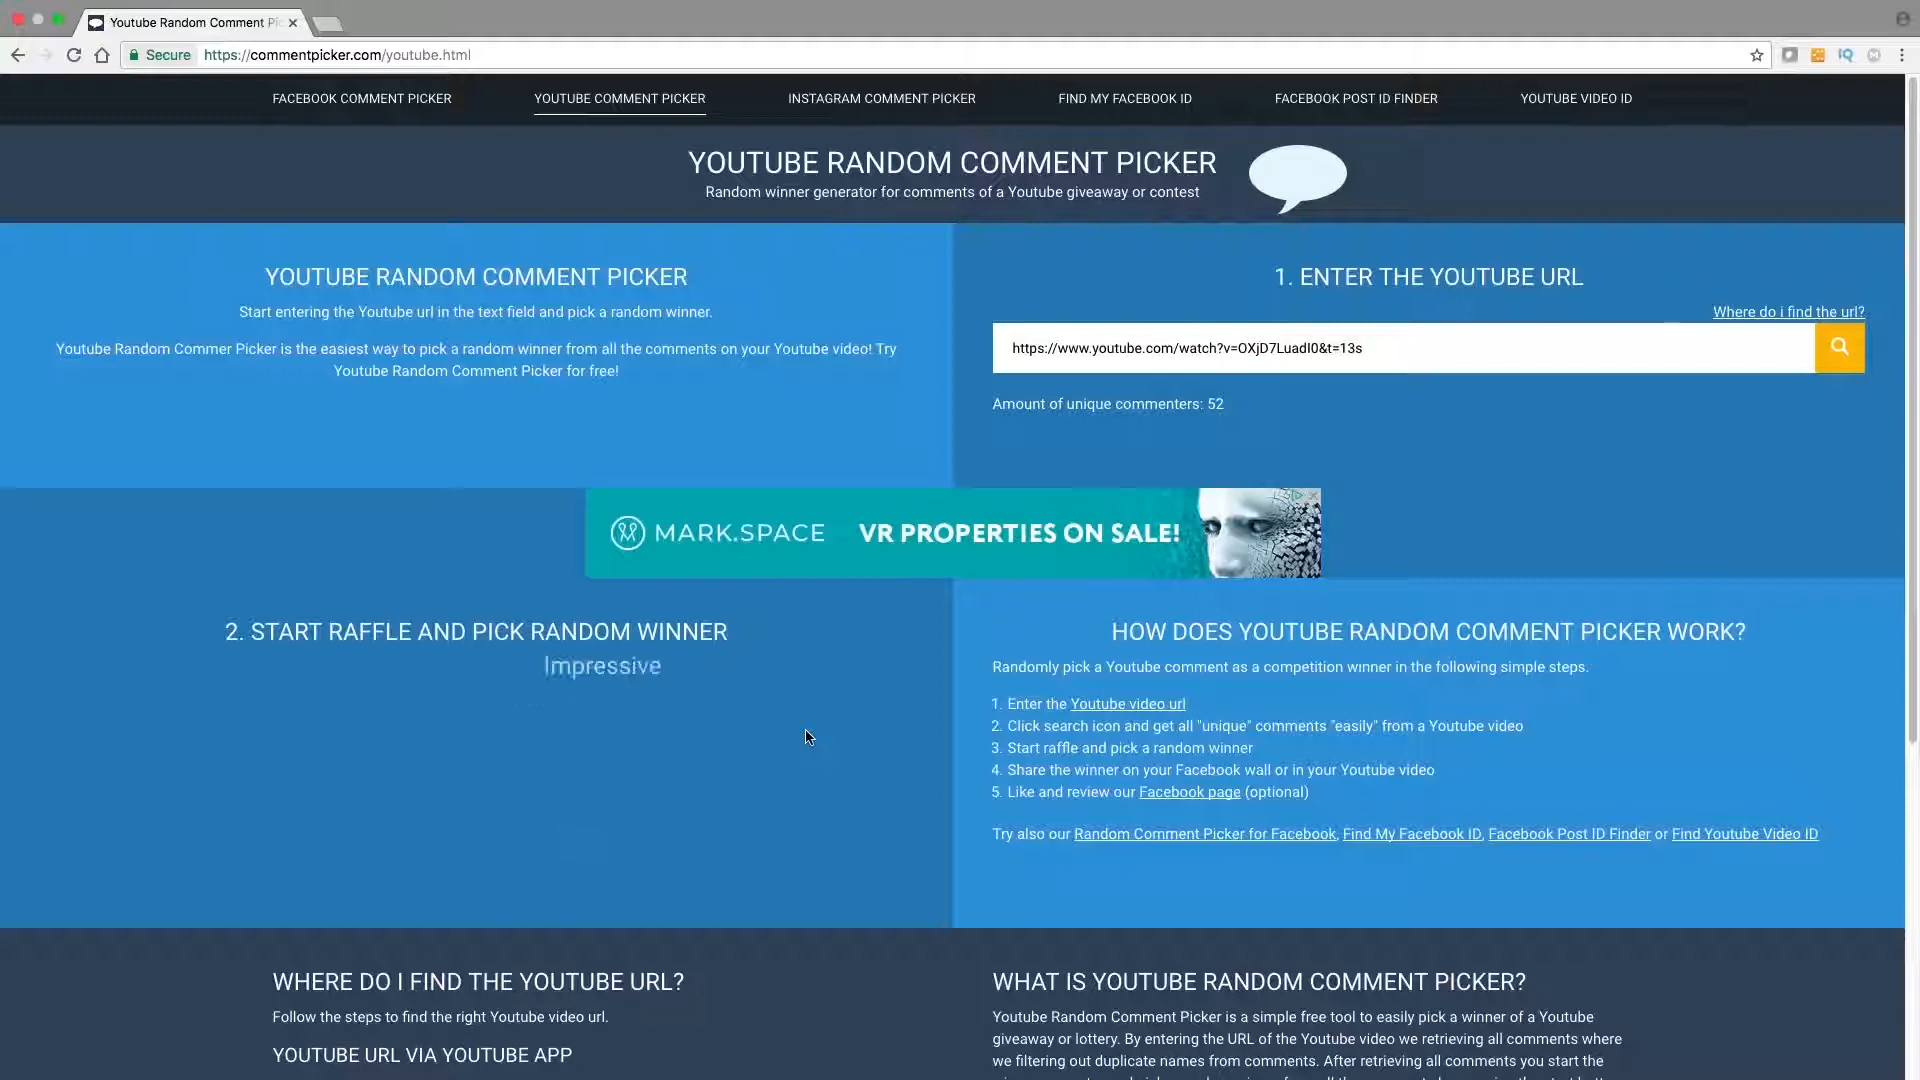 Youtube Random Comment Pi
Secure https://commentpicker.com/youtube.html
FACEBOOK COMMENT PICKER
YOUTUBE COMMENT PICKER
INSTAGRAM COMMENT PICKER
FIND MY FACEBOOK ID
FACEBOOK POST ID FINDER
YOUTUBE VIDEO ID
YOUTUBE RANDOM COMMENT PICKER
Random winner generator for comments of a Youtube giveaway or contest
YOUTUBE RANDOM COMMENT PICKER
Start entering the Youtube url in the text field and pick a random winner.
Youtube Random Commer Picker is the easiest way to pick a random winner from all the comments on your Youtube video! Try
Youtube Random Comment Picker for free!
1. ENTER THE YOUTUBE URL
Where do i find the url?
https://www.youtube.com/watch?v=OXjD7LuadI0&t=13s
Amount of unique commenters: 52
MARK.SPACE VR PROPERTIES ON SALE!
2. START RAFFLE AND PICK RANDOM WINNER
Impressive
HOW DOES YOUTUBE RANDOM COMMENT PICKER WORK?
Randomly pick a Youtube comment as a competition winner in the following simple steps.
1. Enter the Youtube video url
2. Click search icon and get all "unique" comments "easily" from a Youtube video
3. Start raffle and pick a random winner
4. Share the winner on your Facebook wall or in your Youtube video
5. Like and review our Facebook page (optional)
Try also our Random Comment Picker for Facebook, Find My Facebook ID, Facebook Post ID Finder or Find Youtube Video ID
WHERE DO I FIND THE YOUTUBE URL?
Follow the steps to find the right Youtube video url.
YOUTUBE URL VIA YOUTUBE APP
WHAT IS YOUTUBE RANDOM COMMENT PICKER?
Youtube Random Comment Picker is a simple free tool to easily pick a winner of a Youtube
giveaway or lottery. By entering the URL of the Youtube video we retrieving all comments where
we filtering out duplicate names from comments. After retrieving all comments you start the